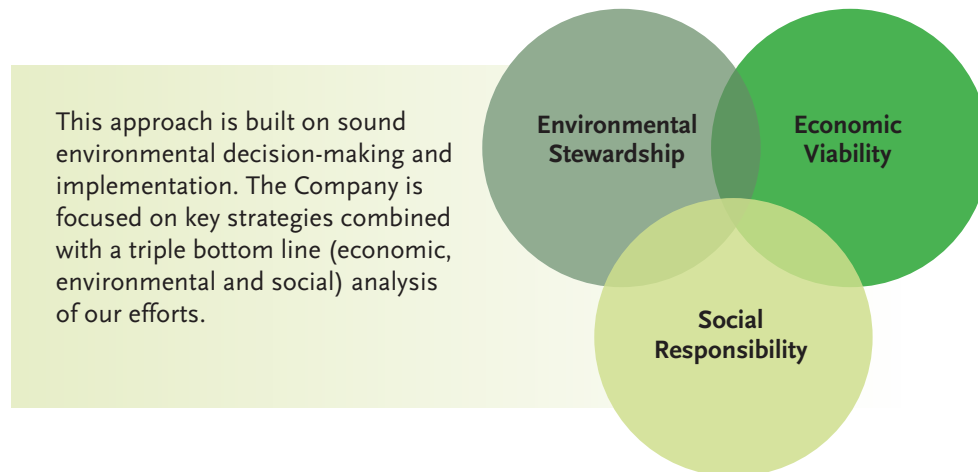 This approach is built on sound
environmental decision-making and
implementation. The Company is
focused on key strategies combined
with a triple bottom line (economic,
environmental and social) analysis
of our efforts.
Environmental
Stewardship
Economic
Viability
Social
Responsibility